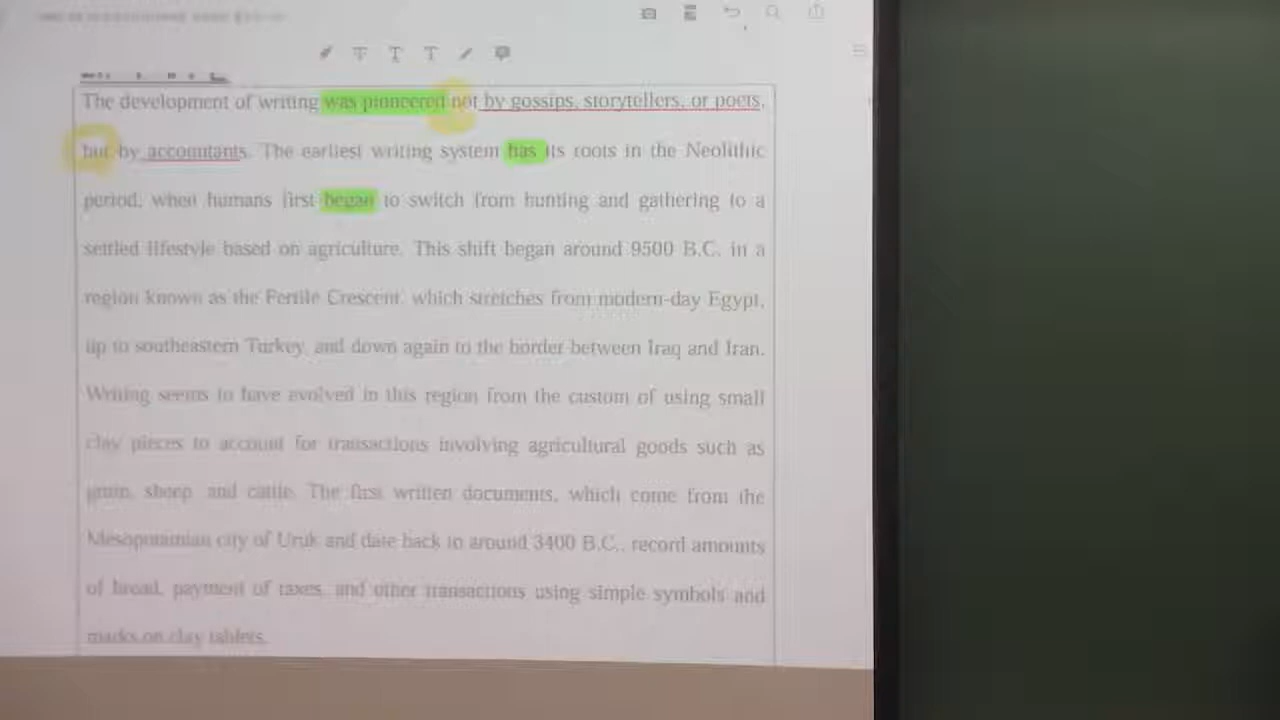 The development of writing was pioneered not by gossips, storytellers, or poets,
but by accountants. The earliest writing system has its roots in the Neolithic
period, when humans first began to switch from hunting and gathering to a
settled lifestyle based on agriculture. This shift began around 9500 B.C. in a
region known as the Fertile Crescent, which stretches from modern-day Egypt,
up to southeastern Turkey, and down again to the border between Iraq and Iran.
Writing seems to have evolved in this region from the custom of using small
clay pieces to account for transactions involving agricultural goods such as
grain, sheep, and cattle. The first written documents, which come from the
Mesopotamian city of Uruk and date back to around 3400 B.C., record amounts
of bread, payment of taxes, and other transactions using simple symbols and
marks on clay tablets.